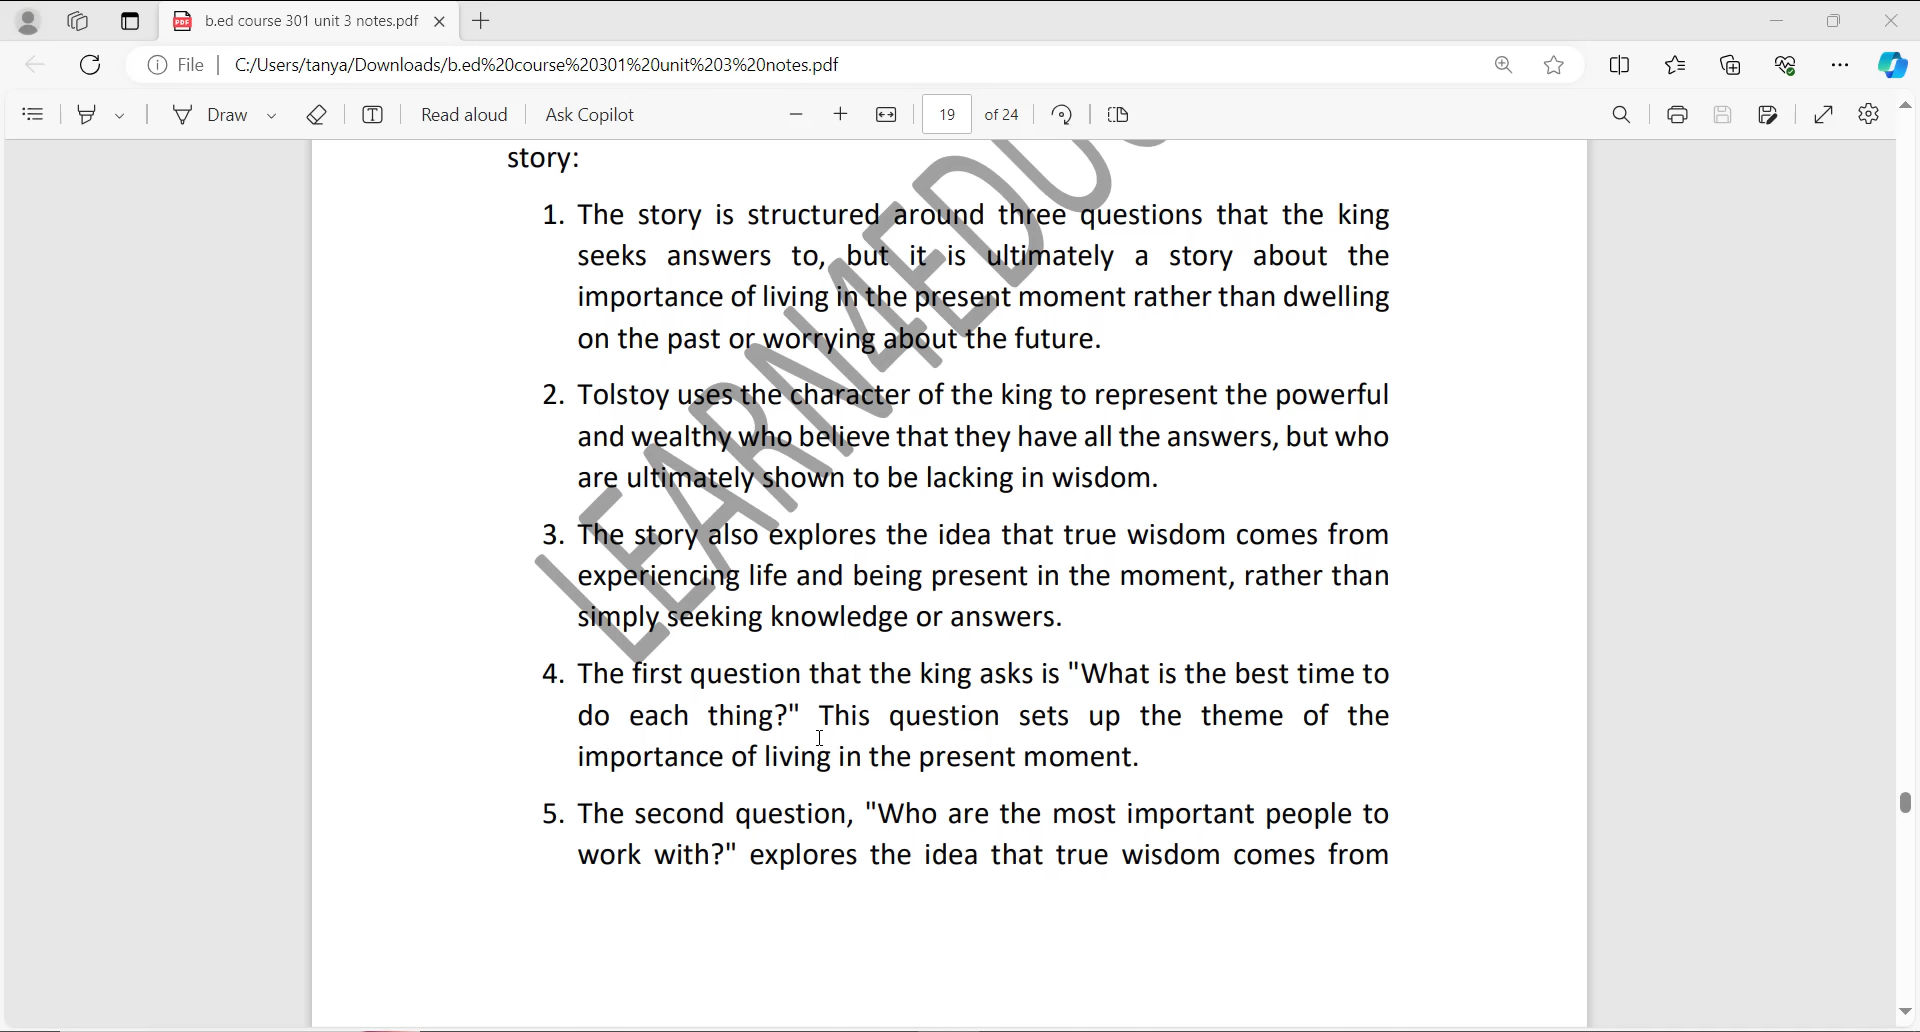 b.ed course 301 unit 3 notes.pdf
File
C:/Users/tanya/Downloads/b.ed%20course%20301%20unit%203%20notes.pdf
Draw
Read aloud
Ask Copilot
19 of 24
story:
1. The story is structured around three questions that the king
seeks answers to, but it is ultimately a story about the
importance of living in the present moment rather than dwelling
on the past or worrying about the future.
2. Tolstoy uses the character of the king to represent the powerful
and wealthy who believe that they have all the answers, but who
are ultimately shown to be lacking in wisdom.
3. The story also explores the idea that true wisdom comes from
experiencing life and being present in the moment, rather than
simply seeking knowledge or answers.
4. The first question that the king asks is "What is the best time to
do each thing?" This question sets up the theme of the
importance of living in the present moment.
5. The second question, "Who are the most important people to
work with?" explores the idea that true wisdom comes from
LEARN4EDU